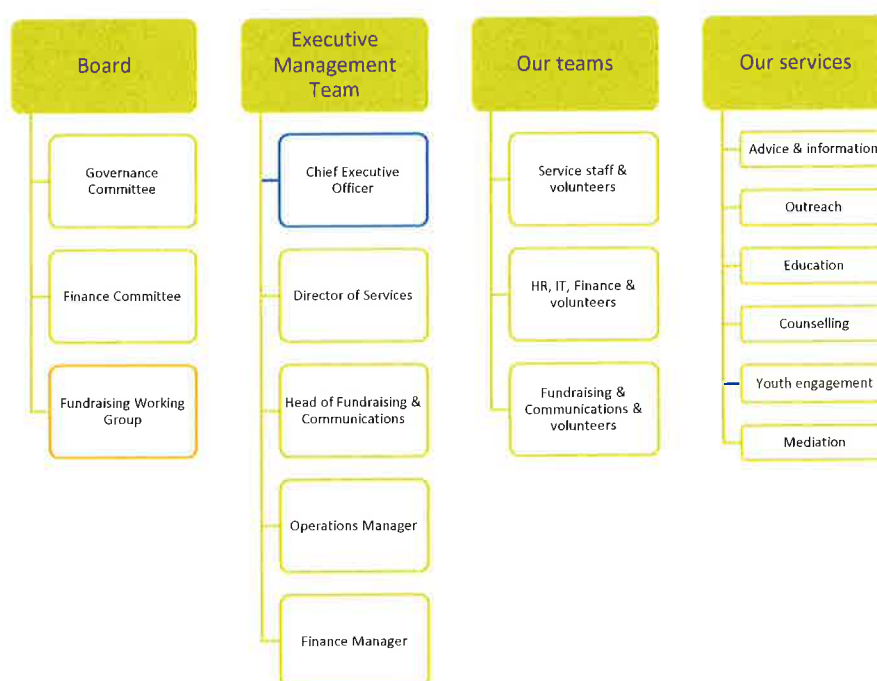 Board
Governance
Committee
Finance Committee
Fundraising Working
Group
Executive
Management
Team
Chief Executive
Officer
Director of Services
Head of Fundraising &
Communications
Operations Manager
Finance Manager
Our teams
Service staff &
volunteers
HR, IT, Finance &
volunteers
Fundraising &
Communications &
volunteers
Our services
Advice & information
Outreach
Education
Counselling
Youth engagement
Mediation